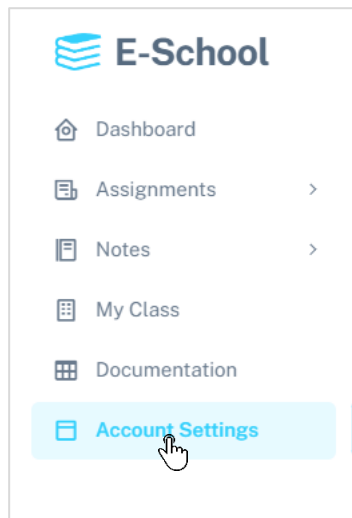 E-School
Dashboard
Assignments
Notes
My Class
Documentation
Account Settings